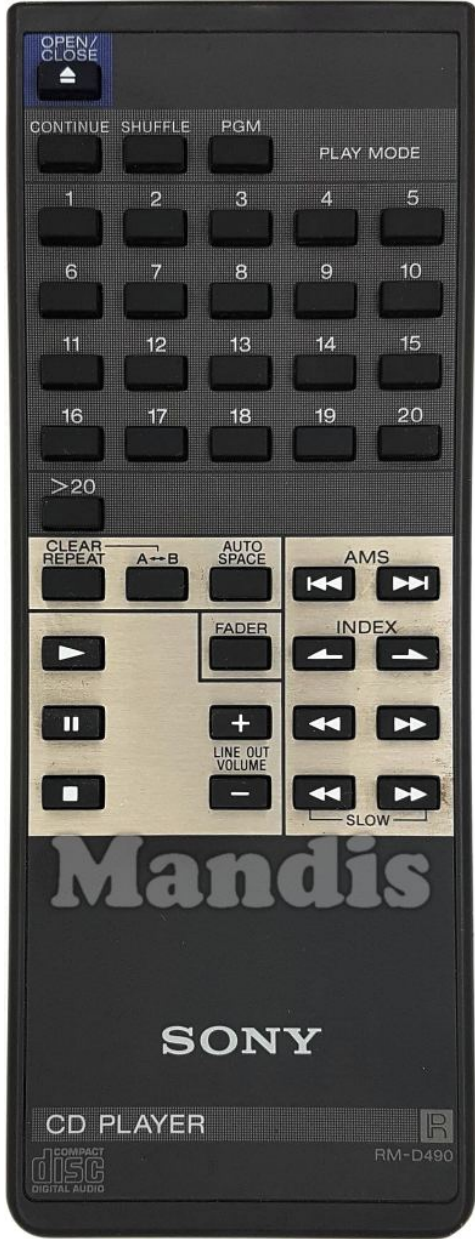 OPEN/
CLOSE
CONTINUE SHUFFLE PGM
PLAY MODE
1 2 3 4 5
6 7 8 9 10
11 12 13 14 15
16 17 18 19 20
>20
CLEAR
REPEAT A↔B
AUTO
SPACE
AMS
FADER
INDEX
+
LINE OUT
VOLUME
−
SLOW
Mandis
SONY
CD PLAYER
R
RM-D490
COMPACT
disc
DIGITAL AUDIO